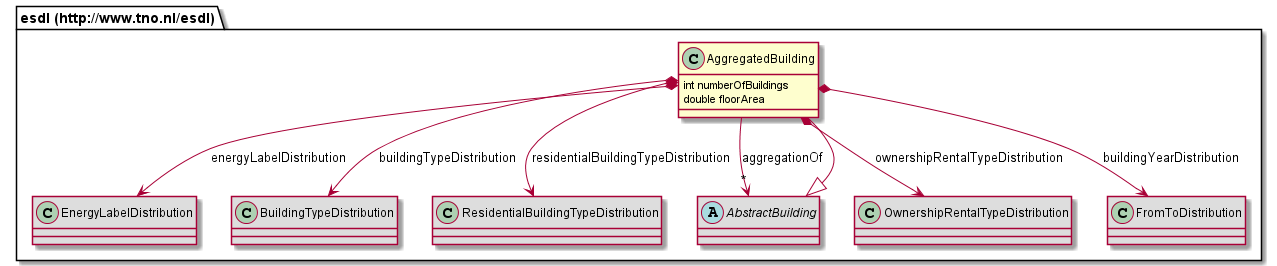 esdl (http://www.tno.nl/esdl)
C AggregatedBuilding
int numberOfBuildings
double floorArea
energyLabelDistribution
buildingTypeDistribution
residentialBuildingTypeDistribution
aggregationOf
ownershipRentalTypeDistribution
buildingYearDistribution
*
C EnergyLabelDistribution
C BuildingTypeDistribution
C ResidentialBuildingTypeDistribution
A AbstractBuilding
C OwnershipRentalTypeDistribution
C FromToDistribution